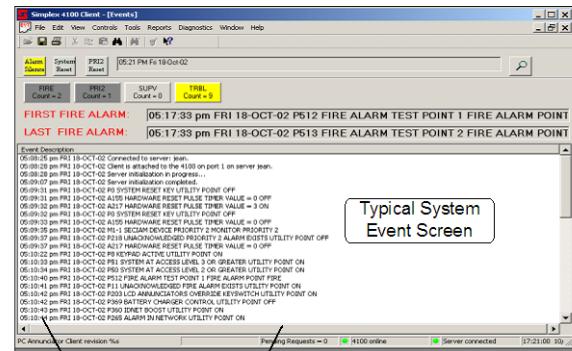 Simplex 4100 Client - [Events]
File Edit View Controls Tools Reports Diagnostics Window Help
Alarm Silence System Reset PRI2 Reset 05:21 PM Fri 18-Oct-02
FIRE Count = 2 PRI2 Count = 1 SUPV Count = 0 TRBL Count = 9
FIRST FIRE ALARM: 05:17:33 pm FRI 18-OCT-02 P512 FIRE ALARM TEST POINT 1 FIRE ALARM POINT
LAST FIRE ALARM: 05:17:33 pm FRI 18-OCT-02 P513 FIRE ALARM TEST POINT 2 FIRE ALARM POINT
Event Description
05:08:25 pm FRI 18-OCT-02 Connected to server: jean.
05:08:28 pm FRI 18-OCT-02 Client is attached to the 4100 on port 1 on server jean.
05:08:28 pm FRI 18-OCT-02 Server initialization in progress...
05:09:07 pm FRI 18-OCT-02 Server initialization completed.
05:09:31 pm FRI 18-OCT-02 P0 SYSTEM RESET KEY UTILITY POINT OFF
05:09:31 pm FRI 18-OCT-02 A155 HARDWARE RESET PULSE TIMER VALUE = 0 OFF
05:09:32 pm FRI 18-OCT-02 A217 HARDWARE RESET PULSE TIMER VALUE = 3 ON
05:09:32 pm FRI 18-OCT-02 P0 SYSTEM RESET KEY UTILITY POINT ON
05:09:33 pm FRI 18-OCT-02 A155 HARDWARE RESET PULSE TIMER VALUE = 0 OFF
05:09:35 pm FRI 18-OCT-02 M1-1 SECIAM DEVICE PRIORITY 2 MONITOR PRIORITY 2
05:09:37 pm FRI 18-OCT-02 P218 UNACKNOWLEDGED PRIORITY 2 ALARM EXISTS UTILITY POINT OFF
05:09:42 pm FRI 18-OCT-02 A217 HARDWARE RESET PULSE TIMER VALUE = 0 OFF
05:10:22 pm FRI 18-OCT-02 P8 KEYPAD ACTIVE UTILITY POINT ON
05:10:33 pm FRI 18-OCT-02 P51 SYSTEM AT ACCESS LEVEL 3 OR GREATER UTILITY POINT ON
05:10:34 pm FRI 18-OCT-02 P50 SYSTEM AT ACCESS LEVEL 2 OR GREATER UTILITY POINT ON
05:10:40 pm FRI 18-OCT-02 P512 FIRE ALARM TEST POINT 1 FIRE ALARM POINT FIRE
05:10:41 pm FRI 18-OCT-02 P11 UNACKNOWLEDGED FIRE ALARM EXISTS UTILITY POINT ON
05:10:42 pm FRI 18-OCT-02 P203 LCD ANNUNCIATORS OVERRIDE KEYSWITCH UTILITY POINT ON
05:10:42 pm FRI 18-OCT-02 P369 BATTERY CHARGER CONTROL UTILITY POINT OFF
05:10:43 pm FRI 18-OCT-02 P360 IDNET BOOST UTILITY POINT ON
05:10:44 pm FRI 18-OCT-02 P265 ALARM IN NETWORK UTILITY POINT ON
Typical System
Event Screen
PC Annunciator Client revision %s Pending Requests = 0 4100 online Server connected 17:21:00 10/